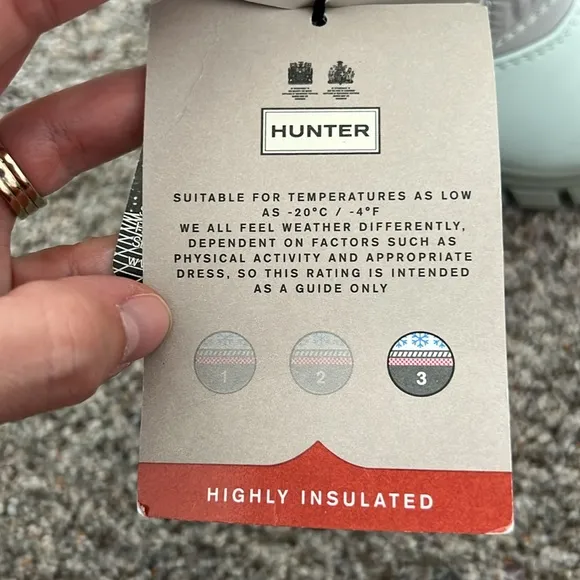 HUNTER
SUITABLE FOR TEMPERATURES AS LOW
AS -20°C / -4°F
WE ALL FEEL WEATHER DIFFERENTLY,
DEPENDENT ON FACTORS SUCH AS
PHYSICAL ACTIVITY AND APPROPRIATE
DRESS, SO THIS RATING IS INTENDED
AS A GUIDE ONLY
1 2 3
HIGHLY INSULATED